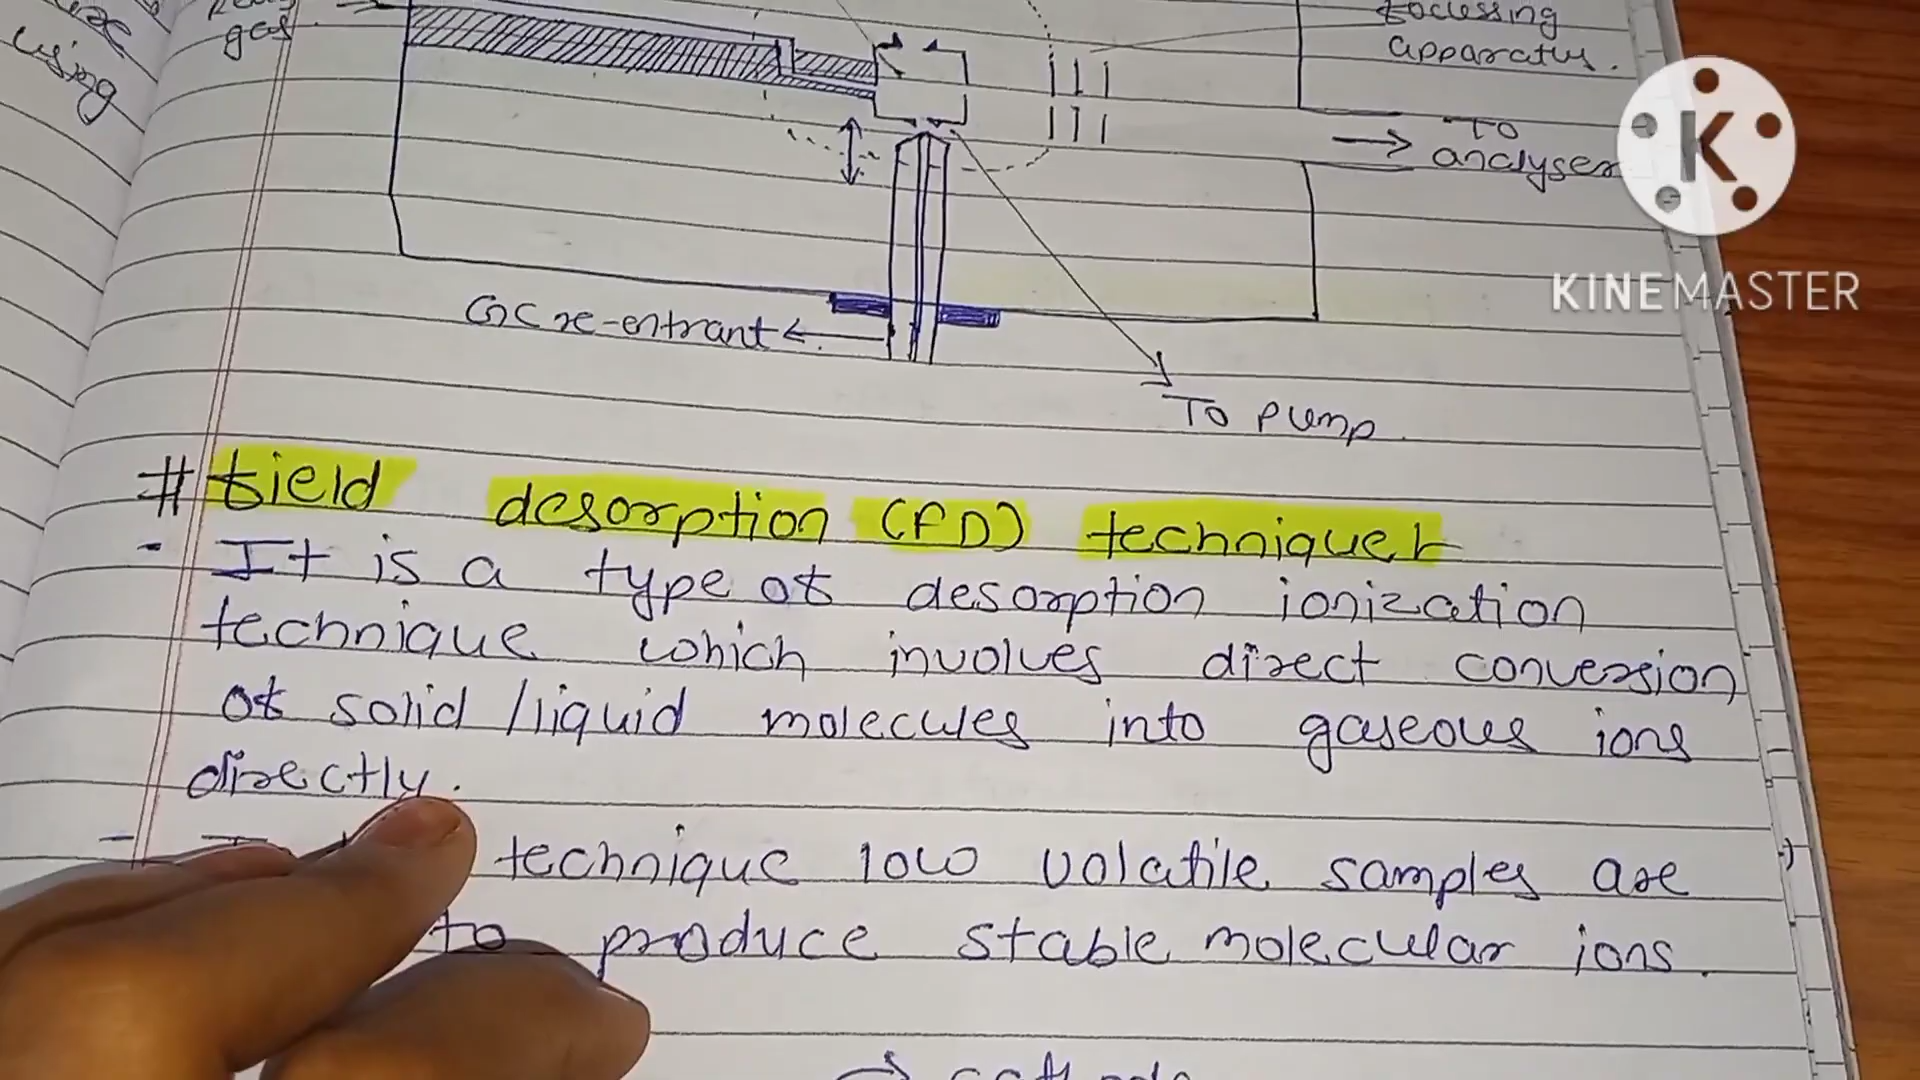 using
gas
focussing
apparatus.
To
analyser
K
KINEMASTER
GC re-entrant
To pump
# field desorption (FD) technique:-
- It is a type of desorption ionization
technique which involves direct conversion
of solid /liquid molecules into gaseous ions
directly.
- technique low volatile samples are
to produce stable molecular ions.
→ cathode